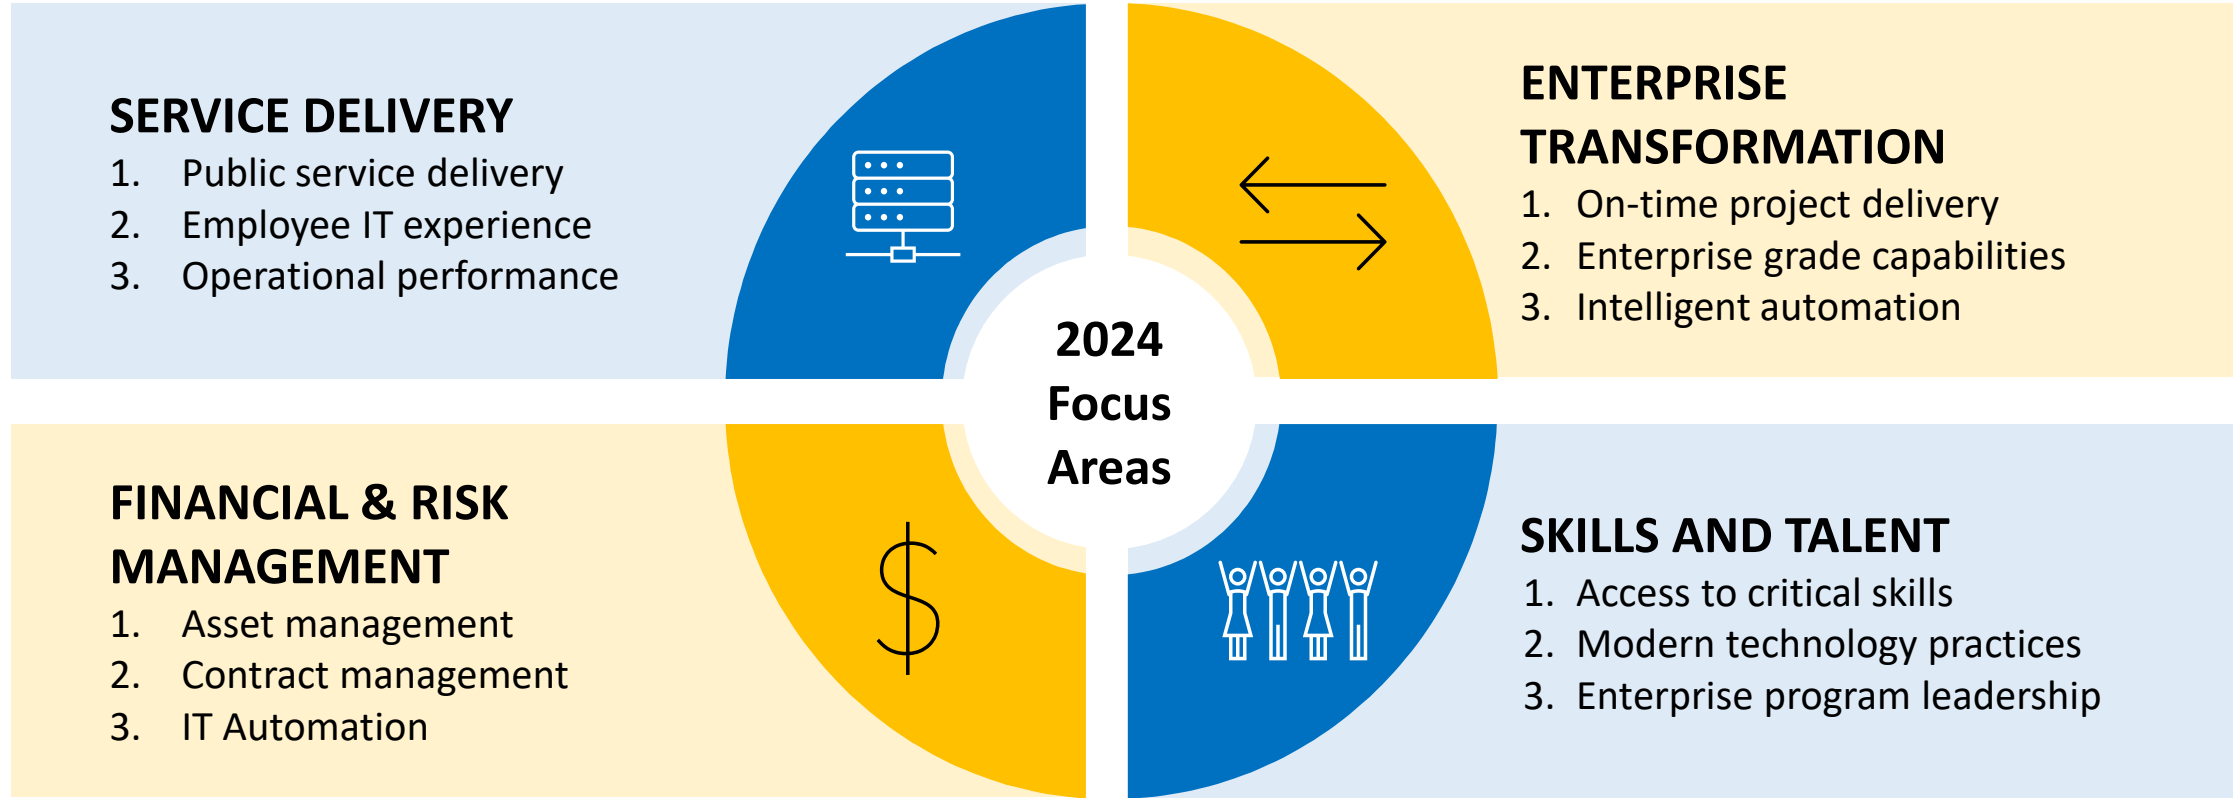 SERVICE DELIVERY
1. Public service delivery
2. Employee IT experience
3. Operational performance
ENTERPRISE
TRANSFORMATION
1. On-time project delivery
2. Enterprise grade capabilities
3. Intelligent automation
2024
Focus
Areas
FINANCIAL & RISK
MANAGEMENT
1. Asset management
2. Contract management
3. IT Automation
SKILLS AND TALENT
1. Access to critical skills
2. Modern technology practices
3. Enterprise program leadership